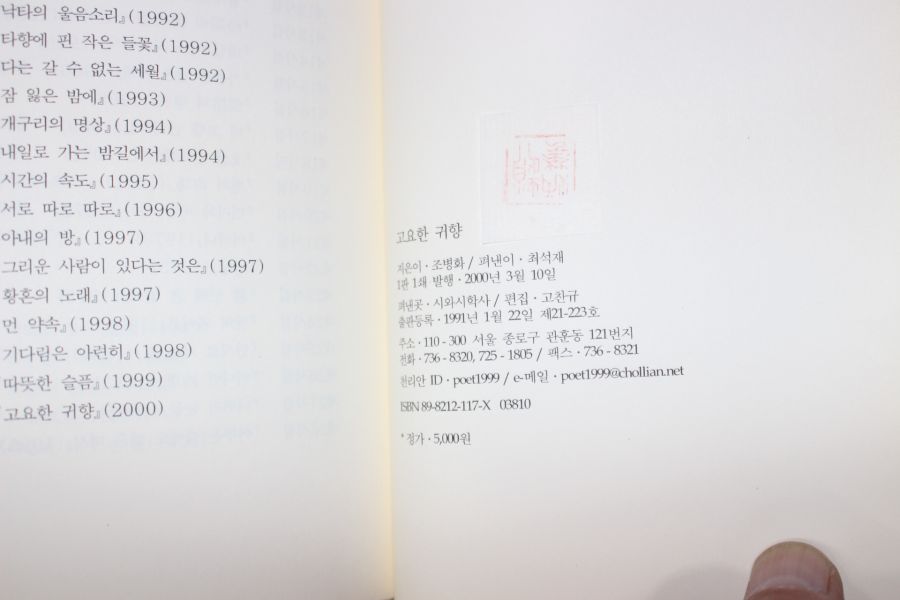 낙타의 울음소리』(1992)
타향에 핀 작은 들꽃』(1992)
다는 갈 수 없는 세월』(1992)
잠 잃은 밤에』(1993)
개구리의 명상』(1994)
내일로 가는 밤길에서』(1994)
시간의 속도』(1995)
서로 따로 따로』(1996)
아내의 방』(1997)
그리운 사람이 있다는 것은』(1997)
황혼의 노래』(1997)
먼 약속』(1998)
기다림은 아련히』(1998)
『따뜻한 슬픔』(1999)
『고요한 귀향』(2000)
고요한 귀향
지은이·조병화 / 펴낸이·최석재
1판 1쇄 발행·2000년 3월 10일
펴낸곳·시와시학사 / 편집·고찬규
출판등록·1991년 1월 22일 제21-223호
주소·110-300 서울 종로구 관훈동 121번지
전화·736-8320, 725-1805 / 팩스·736-8321
천리안 ID·poet1999 / e-메일·poet1999@chollian.net
ISBN 89-8212-117-X 03810
*정가·5,000원